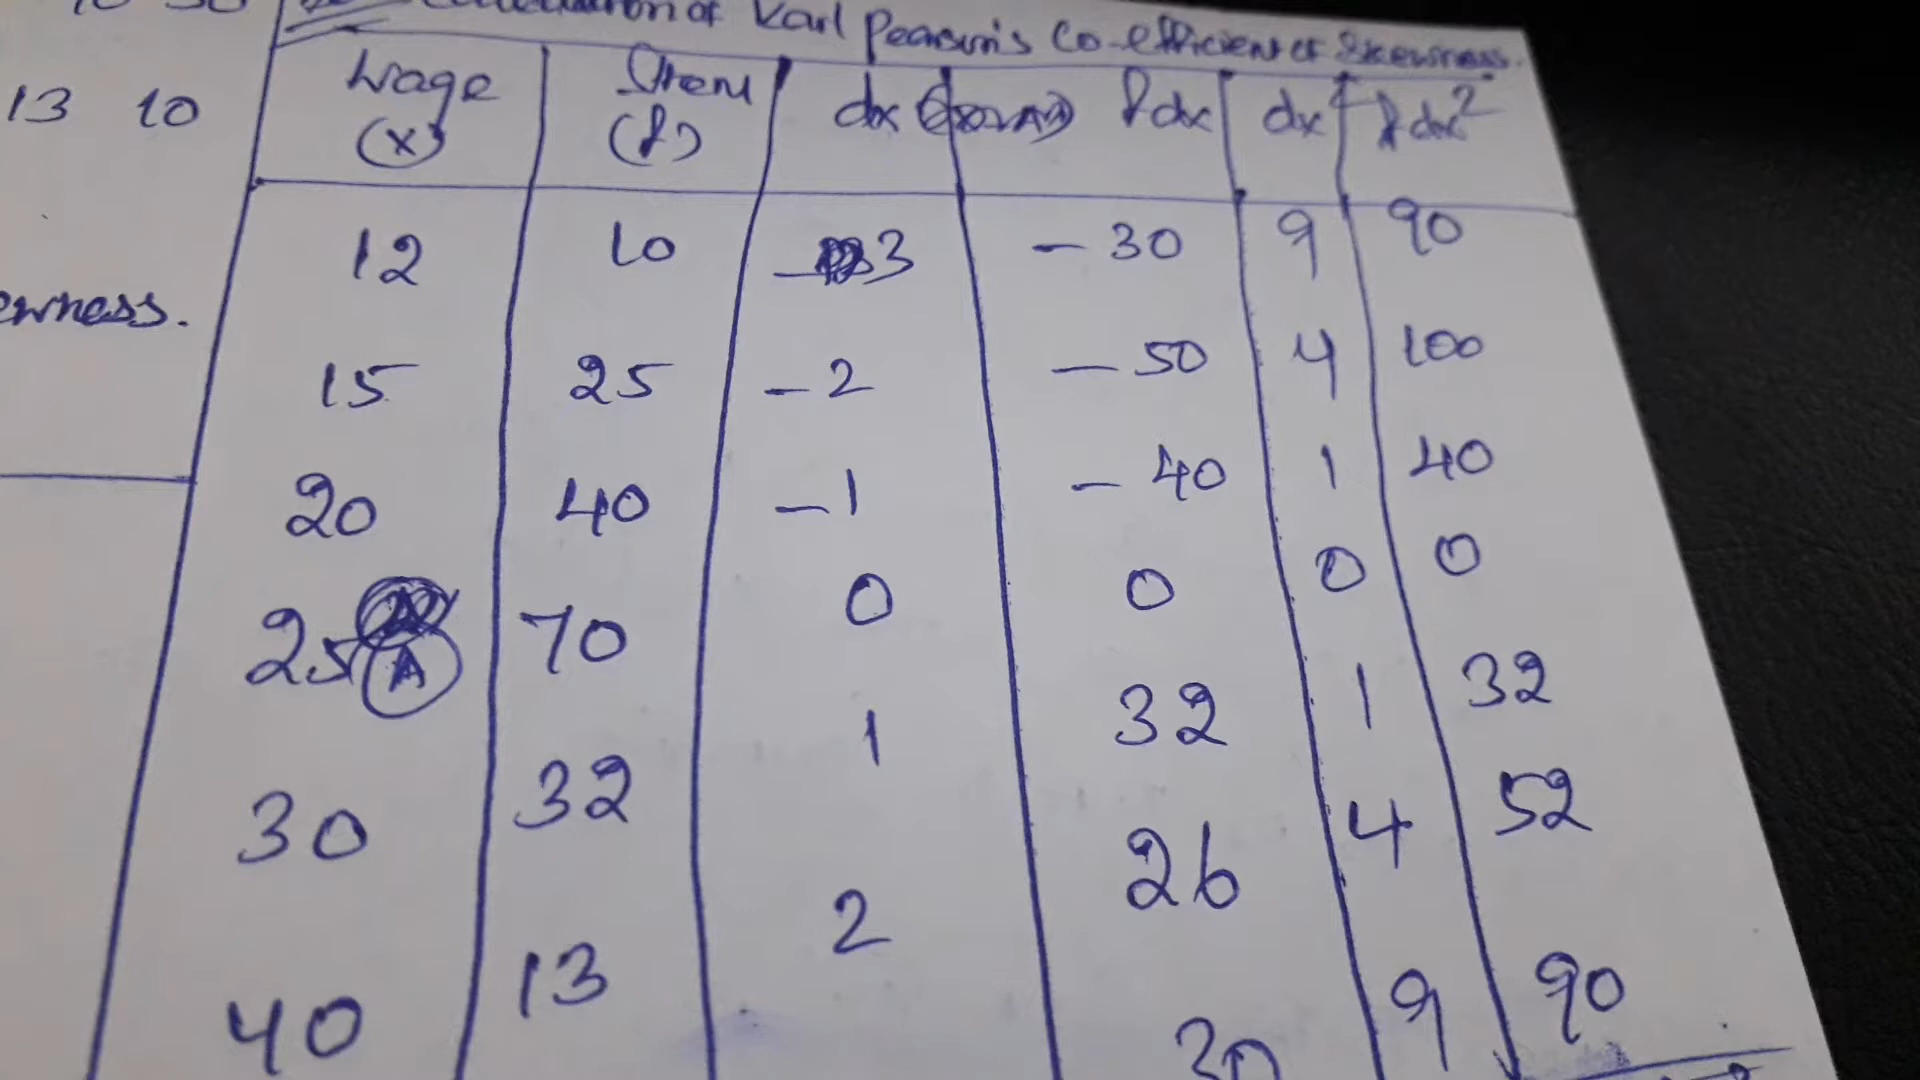 of Karl Pearson's Co-efficient of Skewness.
13 10
Wage (x) Item (f) dx fdx dx² fdx²
12 10 -3 -30 9 90
ewness.
15 25 -2 -50 4 100
20 40 -1 -40 1 40
25 A 70 0 0 0 0
30 32 1 32 1 32
40 13 2 26 4 52
30 9 90